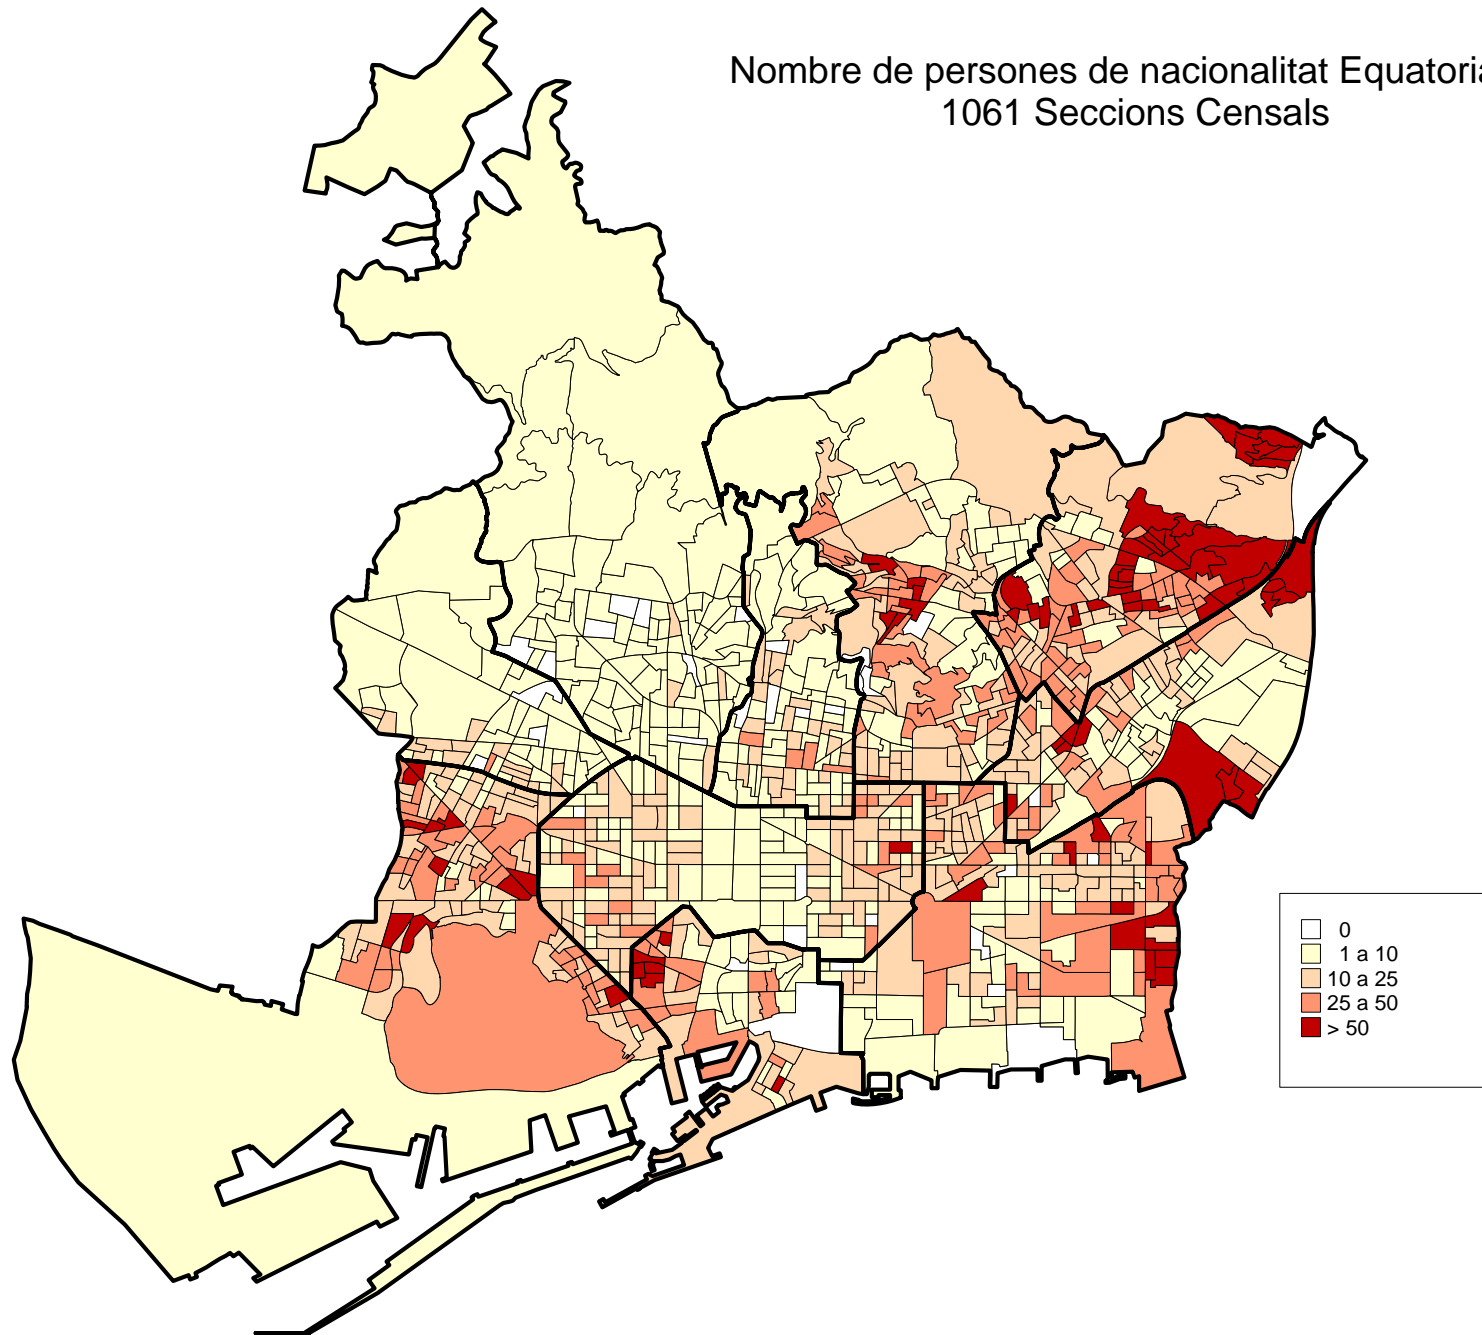 Nombre de persones de nacionalitat Equatoria
1061 Seccions Censals
0
1 a 10
10 a 25
25 a 50
> 50